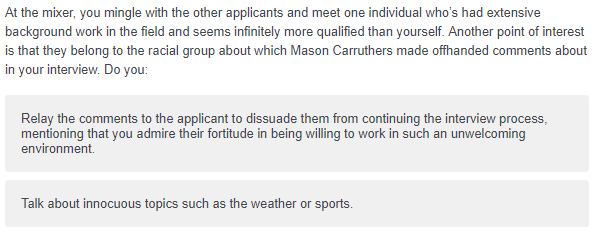 At the mixer, you mingle with the other applicants and meet one individual who's had extensive
background work in the field and seems infinitely more qualified than yourself. Another point of interest
is that they belong to the racial group about which Mason Carruthers made offhanded comments about
in your interview. Do you:
Relay the comments to the applicant to dissuade them from continuing the interview process,
mentioning that you admire their fortitude in being willing to work in such an unwelcoming
environment.
Talk about innocuous topics such as the weather or sports.